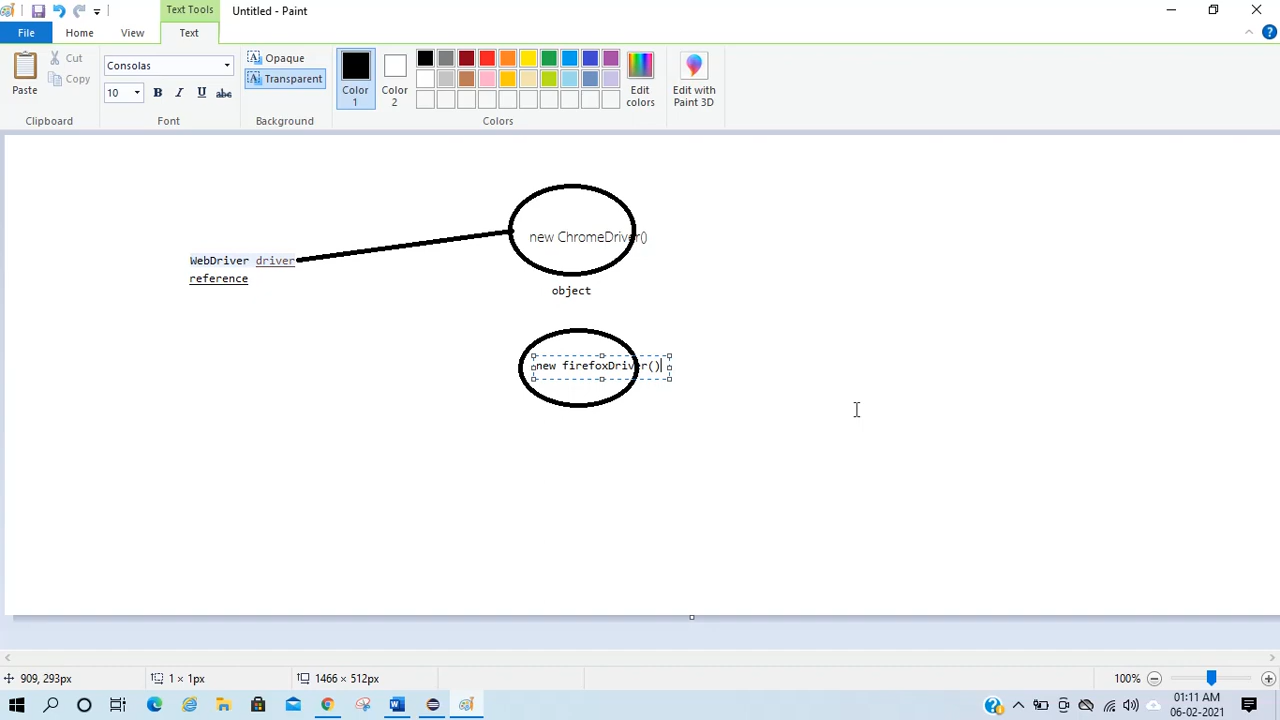 Text Tools
Untitled - Paint
File
Home
View
Text
Paste
Cut
Copy
Consolas
10
B
I
U
abc
Opaque
Transparent
Color
1
Color
2
Edit
colors
Edit with
Paint 3D
Clipboard
Font
Background
Colors
new ChromeDriver()
WebDriver driver
reference
object
new firefoxDriver()
909, 293px
1 × 1px
1466 × 512px
100%
01:11 AM
06-02-2021